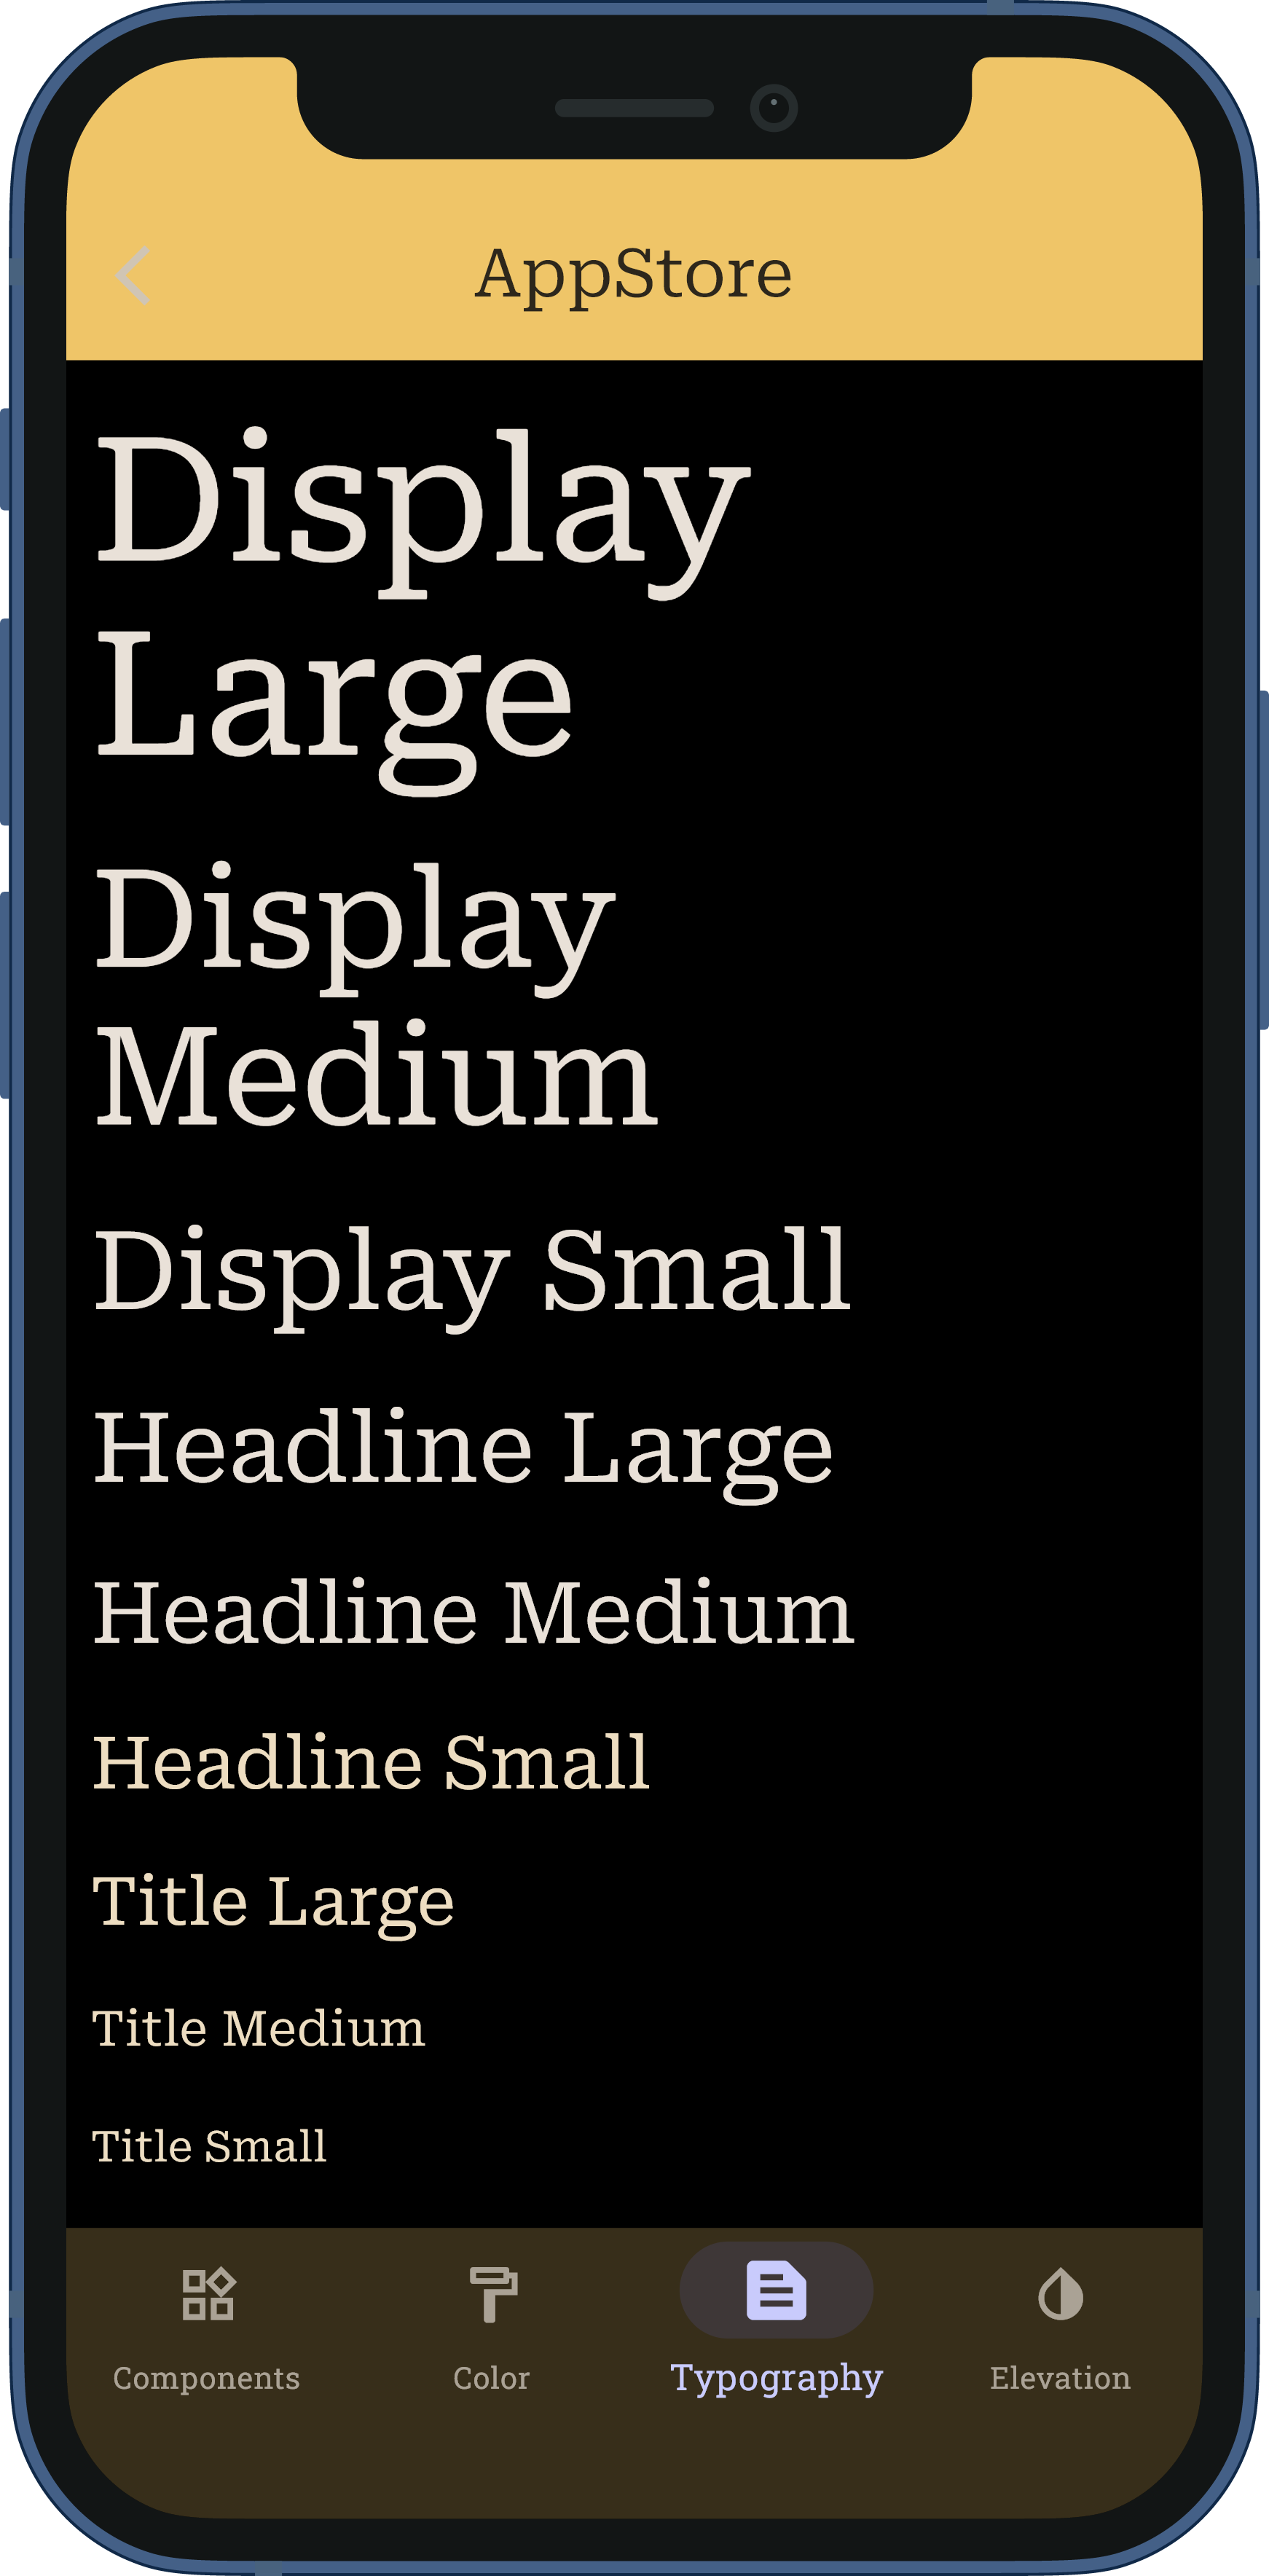 AppStore
Display
Large
Display
Medium
Display Small
Headline Large
Headline Medium
Headline Small
Title Large
Title Medium
Title Small
Components
Color
Typography
Elevation